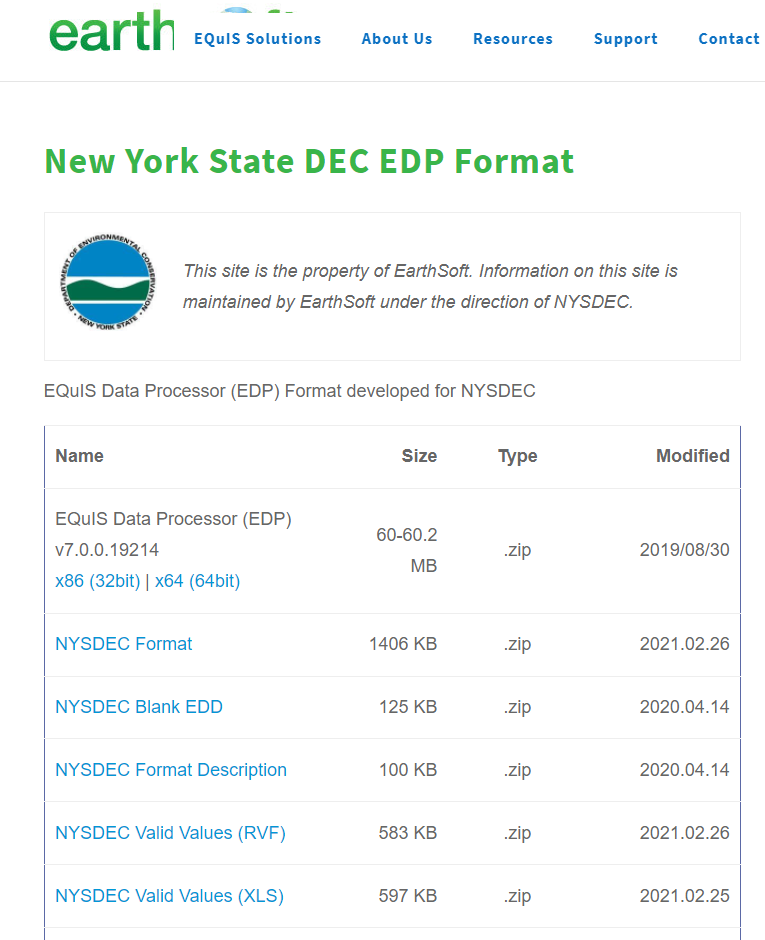 earth
EQuIS Solutions About Us Resources Support Contact
New York State DEC EDP Format
DEPARTMENT OF ENVIRONMENTAL CONSERVATION
NEW YORK STATE
This site is the property of EarthSoft. Information on this site is
maintained by EarthSoft under the direction of NYSDEC.
EQuIS Data Processor (EDP) Format developed for NYSDEC
Name Size Type Modified
EQuIS Data Processor (EDP)
v7.0.0.19214
x86 (32bit) | x64 (64bit)
60-60.2
MB
.zip
2019/08/30
NYSDEC Format 1406 KB .zip 2021.02.26
NYSDEC Blank EDD 125 KB .zip 2020.04.14
NYSDEC Format Description 100 KB .zip 2020.04.14
NYSDEC Valid Values (RVF) 583 KB .zip 2021.02.26
NYSDEC Valid Values (XLS) 597 KB .zip 2021.02.25